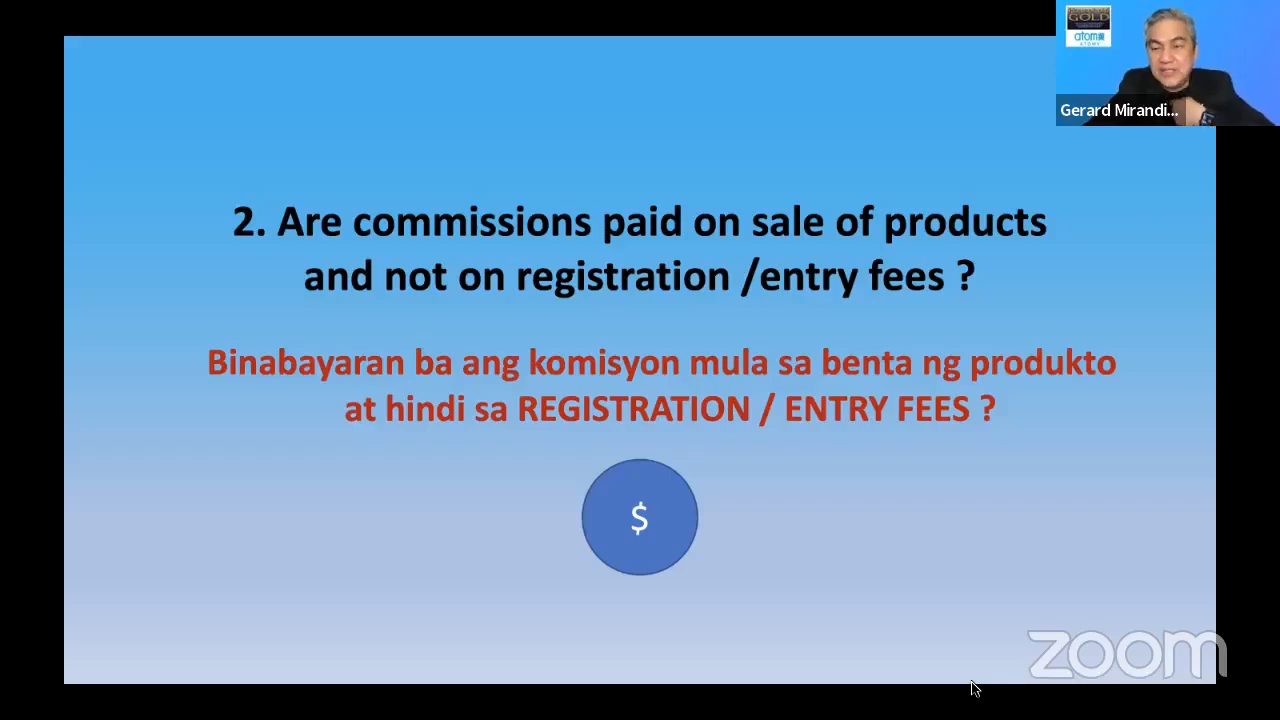 GOLD
atom
ATOMY
Gerard Mirandi...
2. Are commissions paid on sale of products
and not on registration /entry fees ?
Binabayaran ba ang komisyon mula sa benta ng produkto
at hindi sa REGISTRATION / ENTRY FEES ?
$
zoom